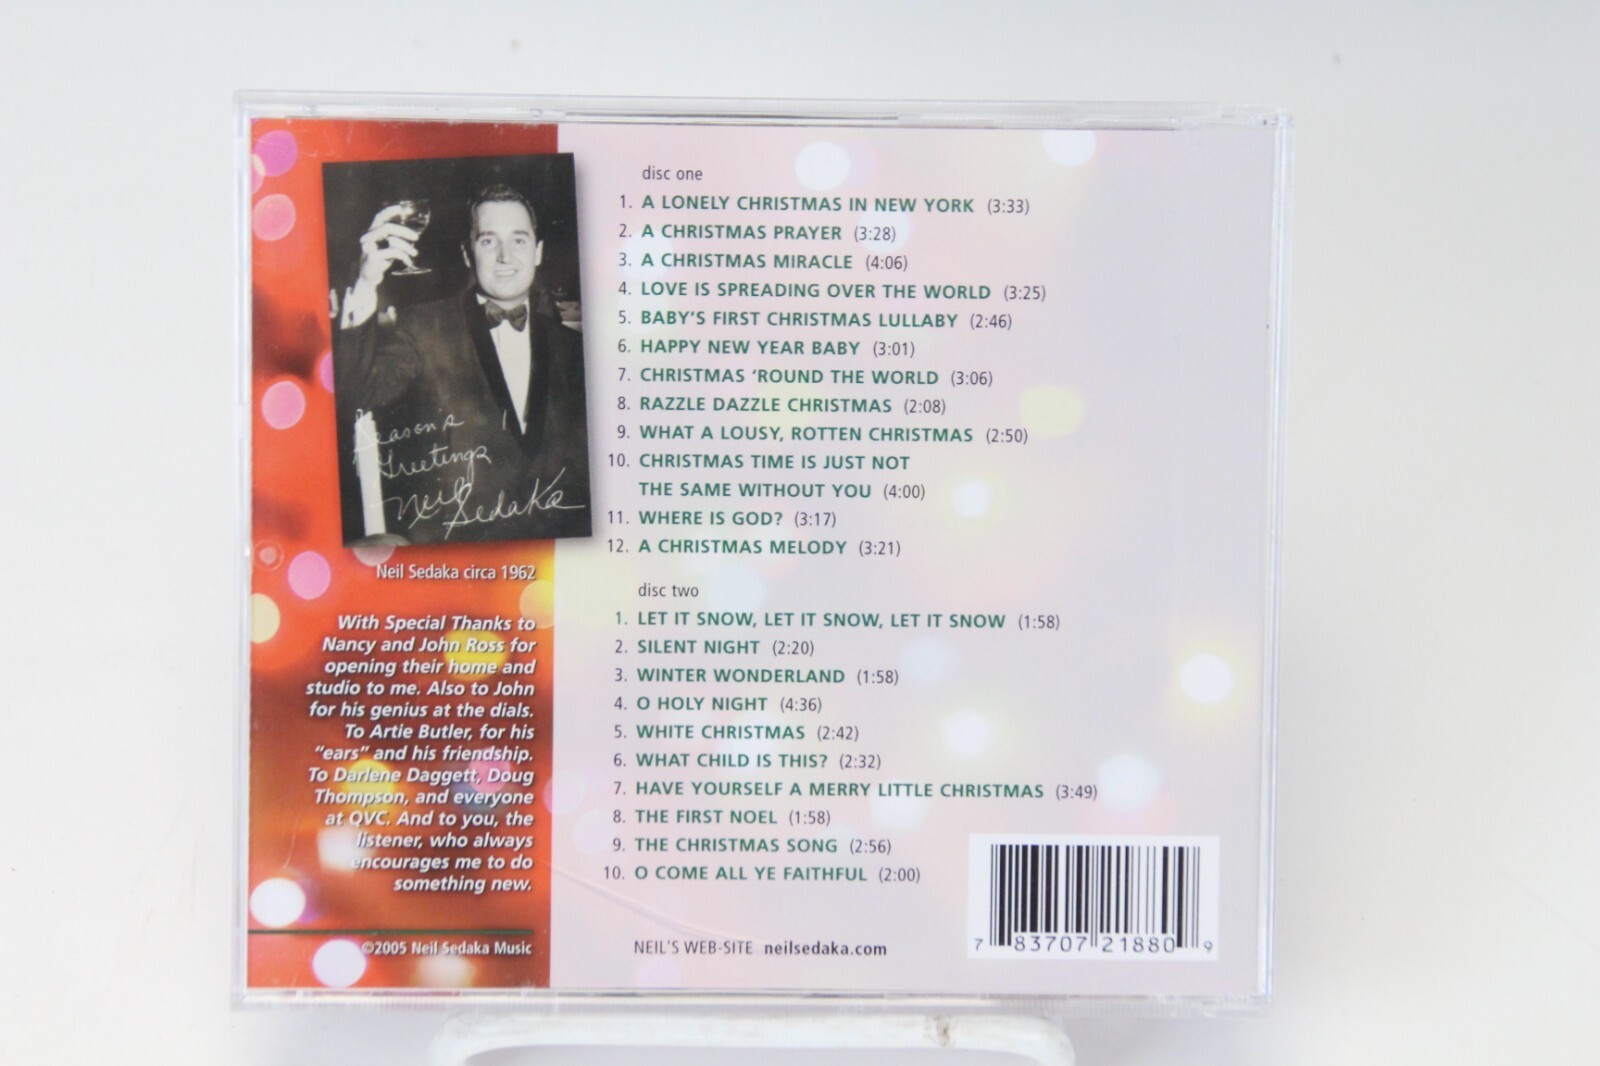 Season's
Greetings
Neil
Sedaka
Neil Sedaka circa 1962
With Special Thanks to
Nancy and John Ross for
opening their home and
studio to me. Also to John
for his genius at the dials.
To Artie Butler, for his
"ears" and his friendship.
To Darlene Daggett, Doug
Thompson, and everyone
at QVC. And to you, the
listener, who always
encourages me to do
something new.
©2005 Neil Sedaka Music
disc one
1. A LONELY CHRISTMAS IN NEW YORK (3:33)
2. A CHRISTMAS PRAYER (3:28)
3. A CHRISTMAS MIRACLE (4:06)
4. LOVE IS SPREADING OVER THE WORLD (3:25)
5. BABY'S FIRST CHRISTMAS LULLABY (2:46)
6. HAPPY NEW YEAR BABY (3:01)
7. CHRISTMAS 'ROUND THE WORLD (3:06)
8. RAZZLE DAZZLE CHRISTMAS (2:08)
9. WHAT A LOUSY, ROTTEN CHRISTMAS (2:50)
10. CHRISTMAS TIME IS JUST NOT
THE SAME WITHOUT YOU (4:00)
11. WHERE IS GOD? (3:17)
12. A CHRISTMAS MELODY (3:21)
disc two
1. LET IT SNOW, LET IT SNOW, LET IT SNOW (1:58)
2. SILENT NIGHT (2:20)
3. WINTER WONDERLAND (1:58)
4. O HOLY NIGHT (4:36)
5. WHITE CHRISTMAS (2:42)
6. WHAT CHILD IS THIS? (2:32)
7. HAVE YOURSELF A MERRY LITTLE CHRISTMAS (3:49)
8. THE FIRST NOEL (1:58)
9. THE CHRISTMAS SONG (2:56)
10. O COME ALL YE FAITHFUL (2:00)
NEIL'S WEB-SITE neilsedaka.com
7 83707 21880 9